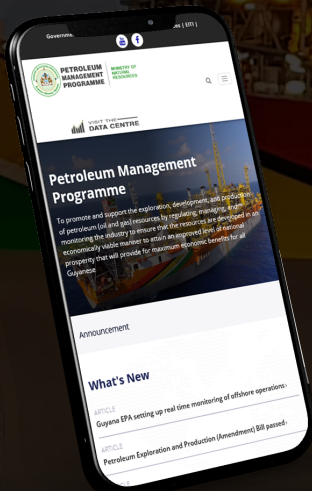 Governme
es | EITI |
PETROLEUM
MANAGEMENT
PROGRAMME
MINISTRY OF
NATURAL
RESOURCES
VISIT THE
DATA CENTRE
Petroleum Management
Programme
To promote and support the exploration, development, and production
of petroleum (oil and gas) resources by regulating, managing, and
monitoring the industry to ensure that the resources are developed in an
economically viable manner to attain an improved level of national
prosperity that will provide for maximum economic benefits for all
Guyanese
Announcement
What's New
ARTICLE
Guyana EPA setting up real time monitoring of offshore operations›
ARTICLE
Petroleum Exploration and Production (Amendment) Bill passed›